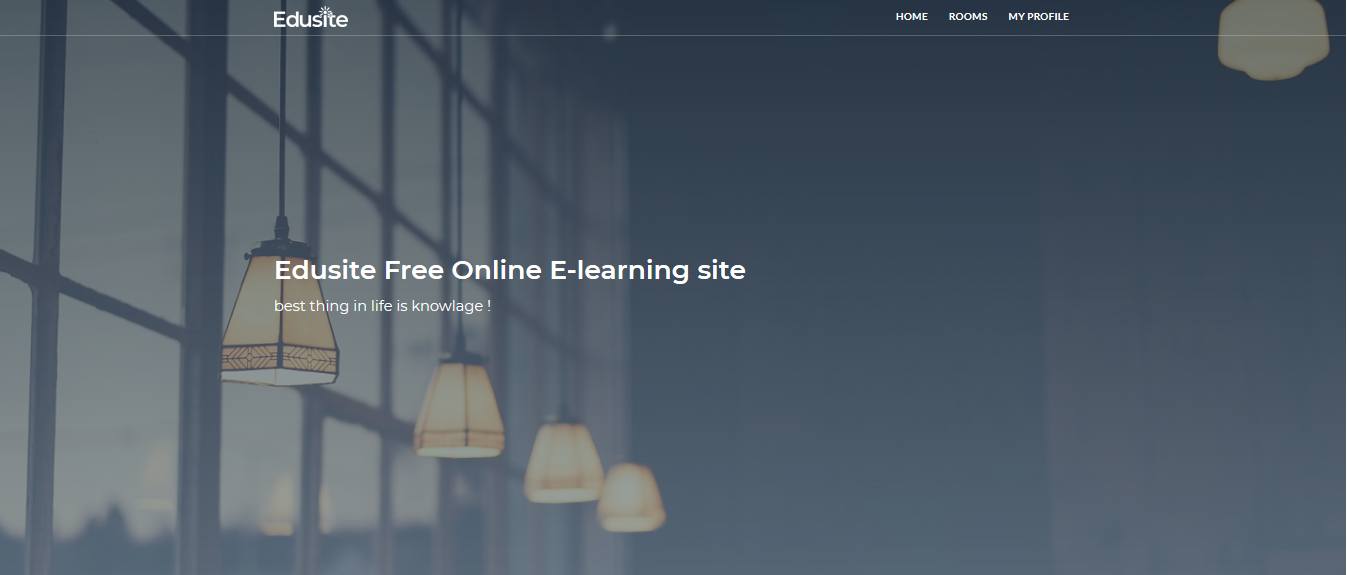 Edusite
HOME ROOMS MY PROFILE
Edusite Free Online E-learning site
best thing in life is knowlage !